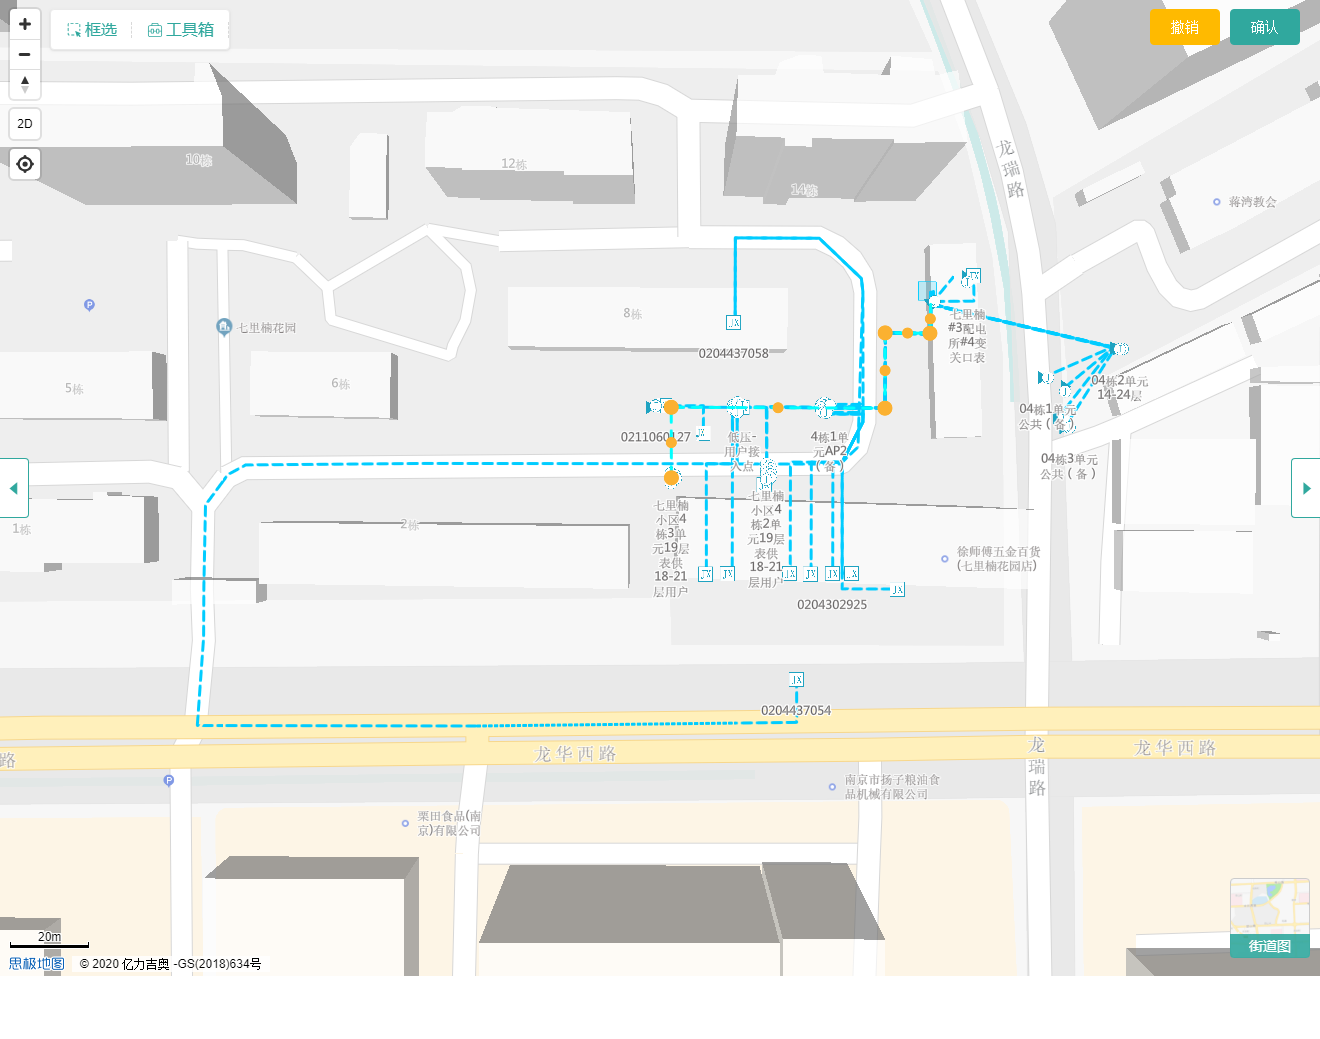 框选
工具箱
撤销
确认
2D
10栋
12栋
14栋
龙瑞路
蒋湾教会
七里楠花园
8栋
0204437058
七里楠
#3配电
所#4变
关口表
5栋
6栋
04栋2单元
14-24层
04栋1单元
公共（备）
04栋3单元
公共（备）
低压-
用户接
入点
4栋1单
元AP2
（备）
1栋
2栋
七里楠
小区4
栋3单
元19层
表供
18-21
层用户
七里楠
小区4
栋2单
元19层
表供
18-21
层用户
徐师傅五金百货
(七里楠花园店)
0204302925
0204437054
路
龙华西路
龙瑞路
龙华西路
南京市扬子粮油食
品机械有限公司
栗田食品(南
京)有限公司
20m
思极地图
© 2020 亿力吉奥 -GS(2018)634号
街道图